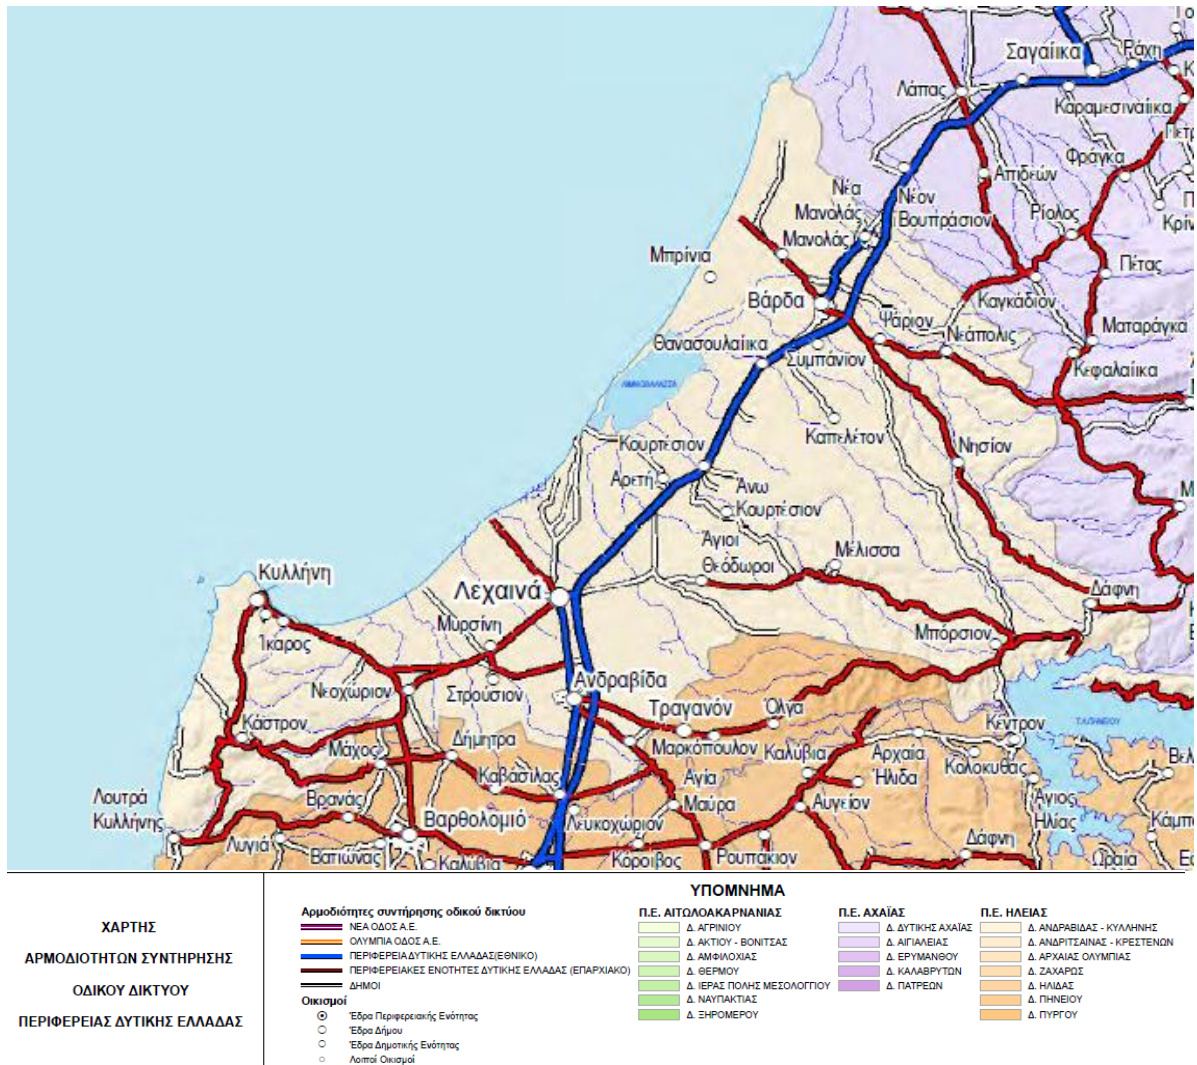 Σαγαίικα
Ράχη
Λάπας
Καραμεσιναίικα
Φράγκα
Απιδεών
Νέα
Μανολάς
Νέον
Βουπράσιον
Ρίολος
Μανολάς
Μπρίνια
Πέτας
Βάρδα
Καγκάδιον
Ψάριον
Νεάπολις
Ματαράγκα
Θανασουλαίικα
Συμπάνιον
Κεφαλαίικα
ΛΙΜΝΟΘΑΛΑΣΣΑ
Καπελέτον
Κουρτέσιον
Νησίον
Αρετή
Άνω
Κουρτέσιον
Άγιοι
Θεόδωροι
Μέλισσα
Κυλλήνη
Λεχαινά
Δάφνη
Ίκαρος
Μυρσίνη
Μπόρσιον
Νεοχώριον
Στρούσιον
Ανδραβίδα
Κάστρον
Τραγανόν
Όλγα
Τ.Λ.ΠΗΝΕΙΟΥ
Κέντρον
Μάχος
Δήμητρα
Μαρκόπουλον
Καλύβια
Αρχαία
Ήλιδα
Κολοκυθάς
Καβάσιλας
Αγία
Μαύρα
Λουτρά
Κυλλήνης
Βρανάς
Λευκοχώριον
Αυγείον
Άγιος
Ηλίας
Βαρθολομιό
Λυγιά
Βατιώνας
Καλύβια
Κόροιβος
Ρουπάκιον
Δάφνη
Ωραία
ΧΑΡΤΗΣ
ΑΡΜΟΔΙΟΤΗΤΩΝ ΣΥΝΤΗΡΗΣΗΣ
ΟΔΙΚΟΥ ΔΙΚΤΥΟΥ
ΠΕΡΙΦΕΡΕΙΑΣ ΔΥΤΙΚΗΣ ΕΛΛΑΔΑΣ
ΥΠΟΜΝΗΜΑ
Αρμοδιότητες συντήρησης οδικού δικτύου
ΝΕΑ ΟΔΟΣ Α.Ε.
ΟΛΥΜΠΙΑ ΟΔΟΣ Α.Ε.
ΠΕΡΙΦΕΡΕΙΑ ΔΥΤΙΚΗΣ ΕΛΛΑΔΑΣ(ΕΘΝΙΚΟ)
ΠΕΡΙΦΕΡΕΙΑΚΕΣ ΕΝΟΤΗΤΕΣ ΔΥΤΙΚΗΣ ΕΛΛΑΔΑΣ (ΕΠΑΡΧΙΑΚΟ)
ΔΗΜΟΙ
Οικισμοί
Έδρα Περιφερειακής Ενότητας
Έδρα Δήμου
Έδρα Δημοτικής Ενότητας
Λοιποί Οικισμοί
Π.Ε. ΑΙΤΩΛΟΑΚΑΡΝΑΝΙΑΣ
Δ. ΑΓΡΙΝΙΟΥ
Δ. ΑΚΤΙΟΥ - ΒΟΝΙΤΣΑΣ
Δ. ΑΜΦΙΛΟΧΙΑΣ
Δ. ΘΕΡΜΟΥ
Δ. ΙΕΡΑΣ ΠΟΛΗΣ ΜΕΣΟΛΟΓΓΙΟΥ
Δ. ΝΑΥΠΑΚΤΙΑΣ
Δ. ΞΗΡΟΜΕΡΟΥ
Π.Ε. ΑΧΑΪΑΣ
Δ. ΔΥΤΙΚΗΣ ΑΧΑΪΑΣ
Δ. ΑΙΓΙΑΛΕΙΑΣ
Δ. ΕΡΥΜΑΝΘΟΥ
Δ. ΚΑΛΑΒΡΥΤΩΝ
Δ. ΠΑΤΡΕΩΝ
Π.Ε. ΗΛΕΙΑΣ
Δ. ΑΝΔΡΑΒΙΔΑΣ - ΚΥΛΛΗΝΗΣ
Δ. ΑΝΔΡΙΤΣΑΙΝΑΣ - ΚΡΕΣΤΕΝΩΝ
Δ. ΑΡΧΑΙΑΣ ΟΛΥΜΠΙΑΣ
Δ. ΖΑΧΑΡΩΣ
Δ. ΗΛΙΔΑΣ
Δ. ΠΗΝΕΙΟΥ
Δ. ΠΥΡΓΟΥ